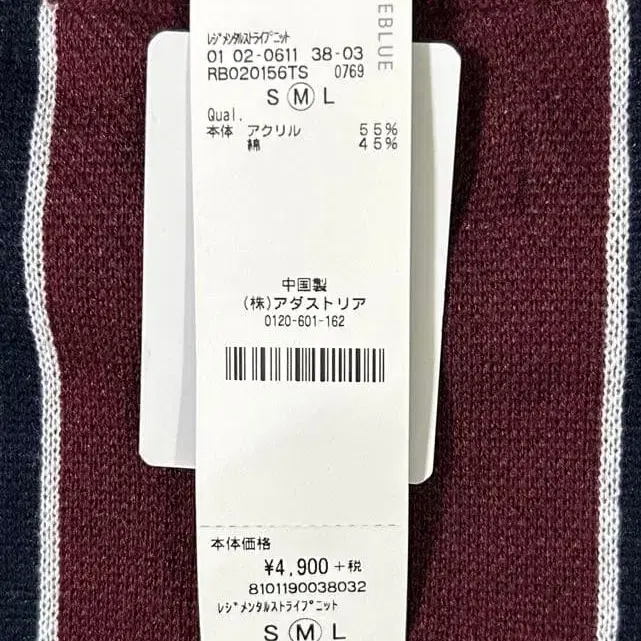 EBLUE
ﾚｼﾞﾒﾝﾀﾙｽﾄﾗｲﾌﾟﾆｯﾄ
01 02-0611 38-03
RB020156TS 0769
S M L
Qual.
本体 アクリル 55%
綿 45%
中国製
(株)アダストリア
0120-601-162
本体価格
¥4,900 +税
8101190038032
ﾚｼﾞﾒﾝﾀﾙｽﾄﾗｲﾌﾟﾆｯﾄ
S M L